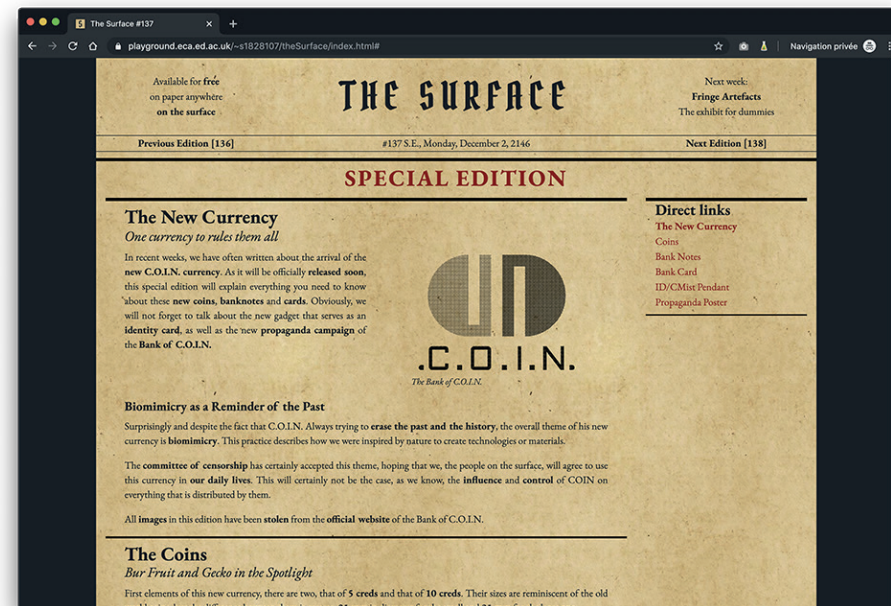 The Surface #137
playground.eca.ed.ac.uk/~s1828107/theSurface/index.html#
Navigation privée
Available for free
on paper anywhere
on the surface
THE SURFACE
Next week:
Fringe Artefacts
The exhibit for dummies
Previous Edition [136]
#137 S.E., Monday, December 2, 2146
Next Edition [138]
SPECIAL EDITION
The New Currency
One currency to rules them all
In recent weeks, we have often written about the arrival of the
new C.O.I.N. currency. As it will be officially released soon,
this special edition will explain everything you need to know
about these new coins, banknotes and cards. Obviously, we
will not forget to talk about the new gadget that serves as an
identity card, as well as the new propaganda campaign of
the Bank of C.O.I.N.
.C.O.I.N.
The Bank of C.O.I.N.
Direct links
The New Currency
Coins
Bank Notes
Bank Card
ID/CMist Pendant
Propaganda Poster
Biomimicry as a Reminder of the Past
Surprisingly and despite the fact that C.O.I.N. Always trying to erase the past and the history, the overall theme of his new
currency is biomimicry. This practice describes how we were inspired by nature to create technologies or materials.
The committee of censorship has certainly accepted this theme, hoping that we, the people on the surface, will agree to use
this currency in our daily lives. This will certainly not be the case, as we know, the influence and control of COIN on
everything that is distributed by them.
All images in this edition have been stolen from the official website of the Bank of C.O.I.N.
The Coins
Bur Fruit and Gecko in the Spotlight
First elements of this new currency, there are two, that of 5 creds and that of 10 creds. Their sizes are reminiscent of the old